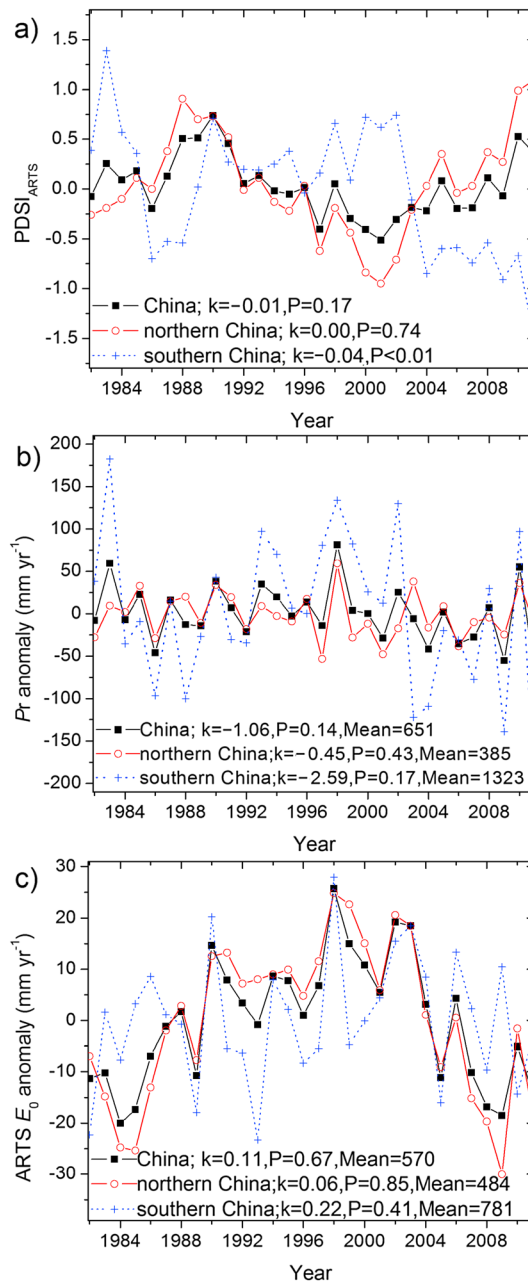 a)
1.5
1.0
0.5
0.0
-0.5
-1.0
-1.5
PDSI_ARTS
China; k=−0.01,P=0.17
northern China; k=0.00,P=0.74
southern China; k=−0.04,P<0.01
1984 1988 1992 1996 2000 2004 2008
Year
b)
200
150
100
50
0
-50
-100
-150
-200
Pr anomaly (mm yr⁻¹)
China; k=−1.06,P=0.14,Mean=651
northern China;k=−0.45,P=0.43,Mean=385
southern China;k=−2.59,P=0.17,Mean=1323
1984 1988 1992 1996 2000 2004 2008
Year
c)
30
20
10
0
-10
-20
-30
ARTS E₀ anomaly (mm yr⁻¹)
China; k=0.11,P=0.67,Mean=570
northern China;k=0.06,P=0.85,Mean=484
southern China;k=0.22,P=0.41,Mean=781
1984 1988 1992 1996 2000 2004 2008
Year